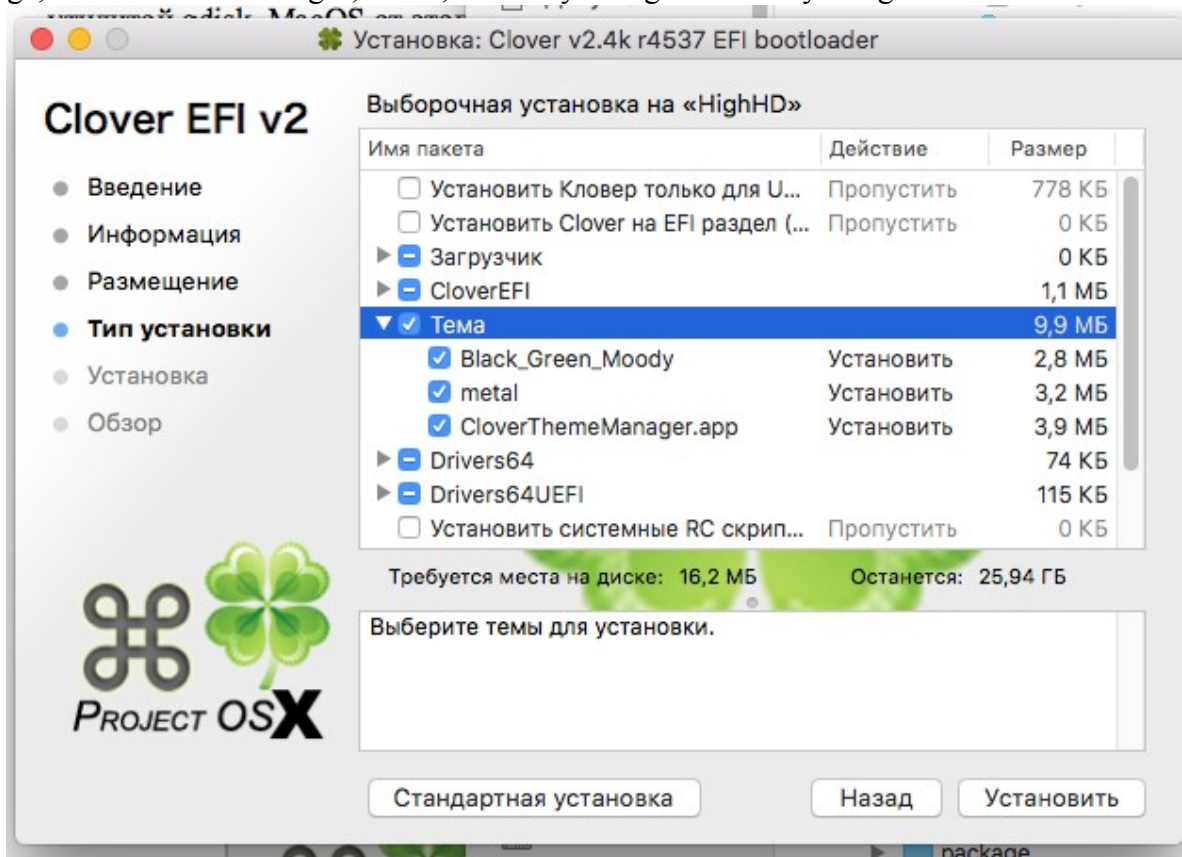 Установка: Clover v2.4k r4537 EFI bootloader
Clover EFI v2
Введение
Информация
Размещение
Тип установки
Установка
Обзор
PROJECT OSX
Выборочная установка на «HighHD»
Имя пакета Действие Размер
Установить Кловер только для U... Пропустить 778 КБ
Установить Clover на EFI раздел (... Пропустить 0 КБ
Загрузчик 0 КБ
CloverEFI 1,1 МБ
Тема 9,9 МБ
Black_Green_Moody Установить 2,8 МБ
metal Установить 3,2 МБ
CloverThemeManager.app Установить 3,9 МБ
Drivers64 74 КБ
Drivers64UEFI 115 КБ
Установить системные RC скрип... Пропустить 0 КБ
Требуется места на диске: 16,2 МБ Останется: 25,94 ГБ
Выберите темы для установки.
Стандартная установка Назад Установить
package